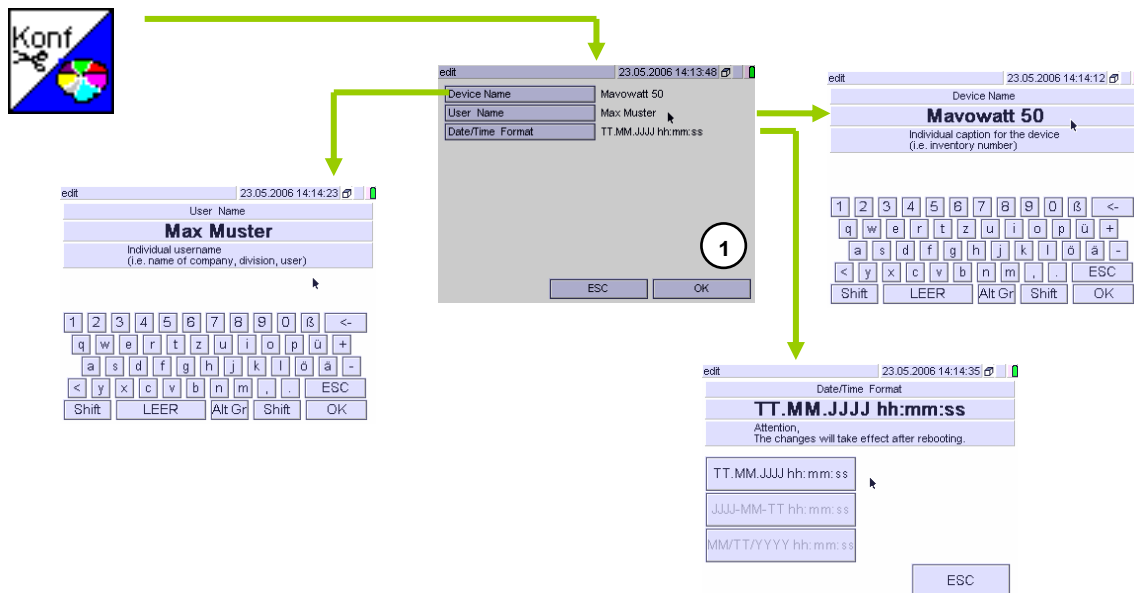 Konf
edit 23.05.2006 14:13:48
Device Name Mavowatt 50
User Name Max Muster
Date/Time Format TT.MM.JJJJ hh:mm:ss
1
ESC OK
edit 23.05.2006 14:14:12
Device Name
Mavowatt 50
Individual caption for the device
(i.e. inventory number)
1 2 3 4 5 6 7 8 9 0 ß <-
q w e r t z u i o p ü +
a s d f g h j k l ö ä -
< y x c v b n m , . ESC
Shift LEER Alt Gr Shift OK
edit 23.05.2006 14:14:23
User Name
Max Muster
Individual username
(i.e. name of company, division, user)
1 2 3 4 5 6 7 8 9 0 ß <-
q w e r t z u i o p ü +
a s d f g h j k l ö ä -
< y x c v b n m , . ESC
Shift LEER Alt Gr Shift OK
edit 23.05.2006 14:14:35
Date/Time Format
TT.MM.JJJJ hh:mm:ss
Attention,
The changes will take effect after rebooting.
TT.MM.JJJJ hh:mm:ss
JJJJ-MM-TT hh:mm:ss
MM/TT/YYYY hh:mm:ss
ESC